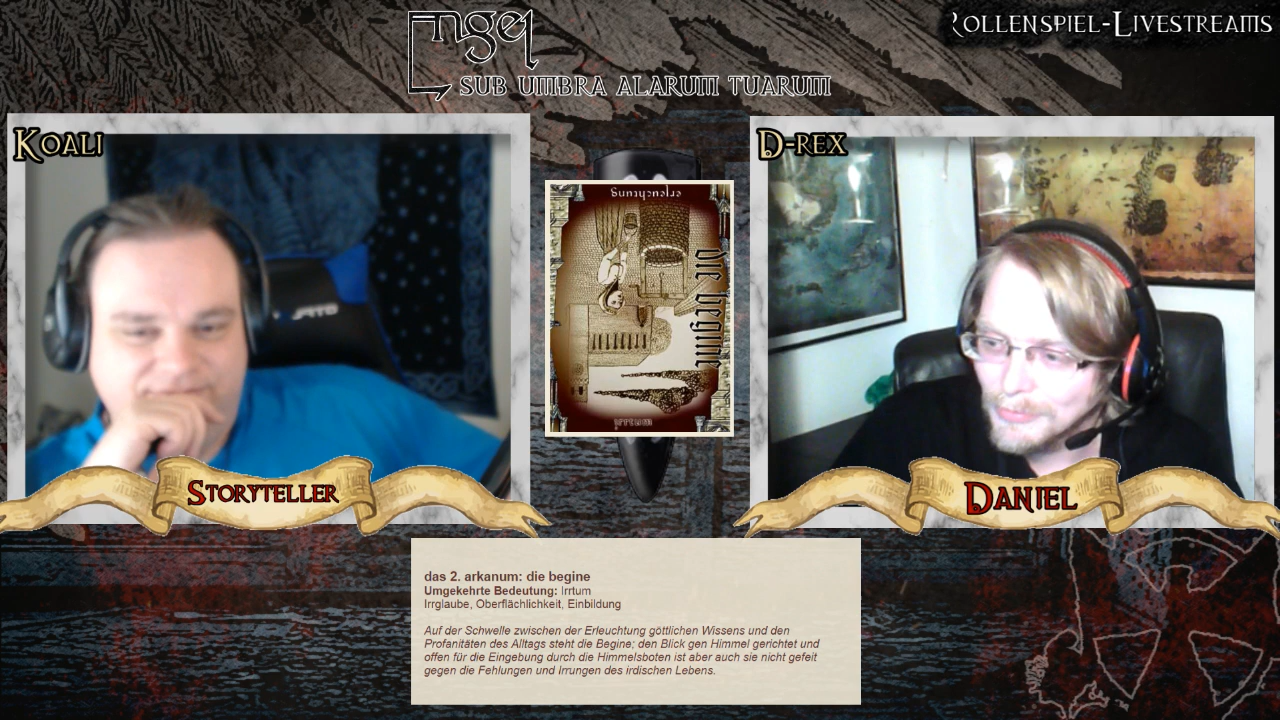 Engel
SUB UMBRA ALARUM TUARUM
ROLLENSPIEL-LIVESTREAMS
KOALI
D-REX
erleuchtung
die begine
irrtum
STORYTELLER
DANIEL
das 2. arkanum: die begine
Umgekehrte Bedeutung: Irrtum
Irrglaube, Oberflächlichkeit, Einbildung
Auf der Schwelle zwischen der Erleuchtung göttlichen Wissens und den
Profanitäten des Alltags steht die Begine; den Blick gen Himmel gerichtet und
offen für die Eingebung durch die Himmelsboten ist aber auch sie nicht gefeit
gegen die Fehlungen und Irrungen des irdischen Lebens.